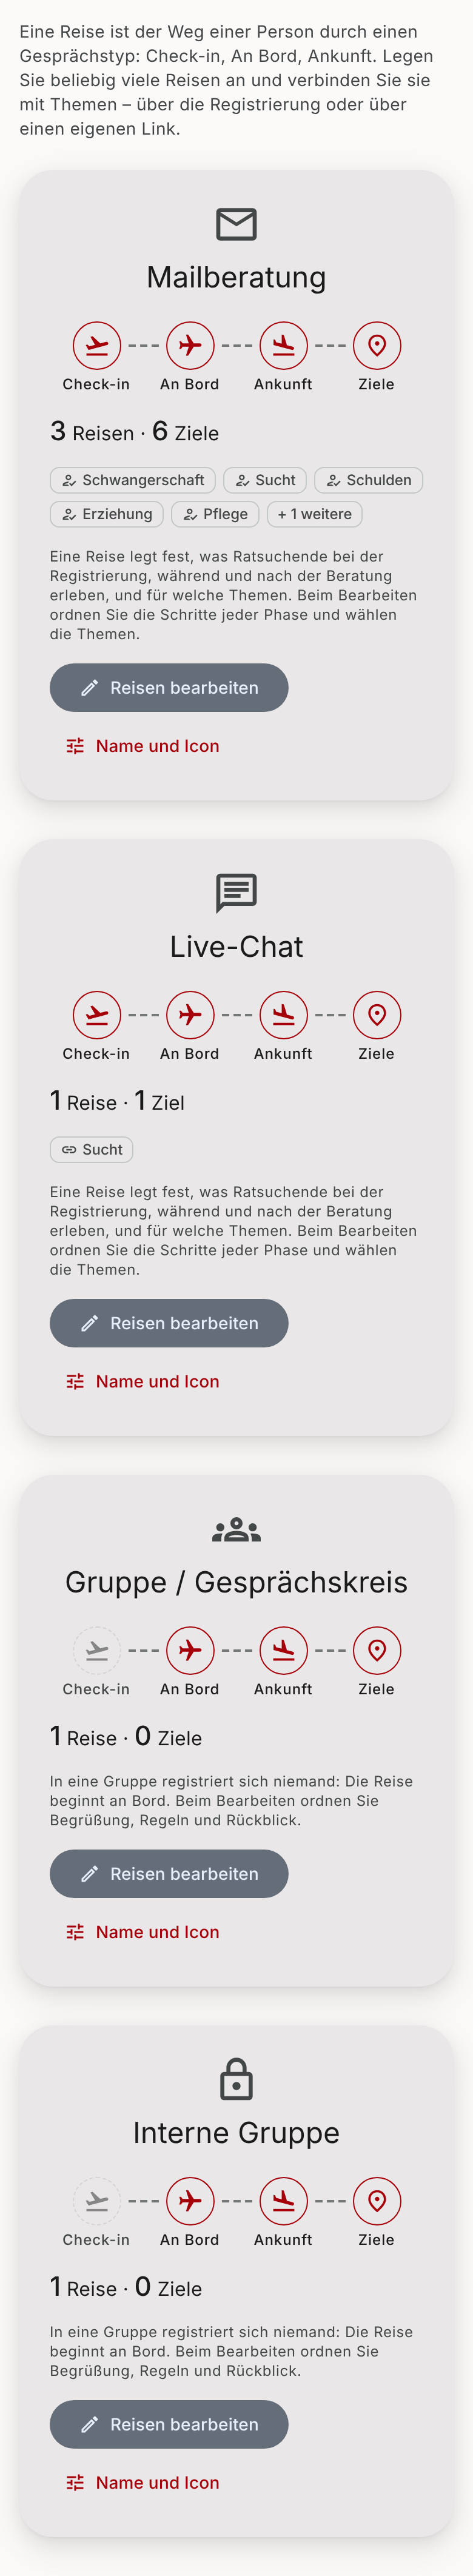 Eine Reise ist der Weg einer Person durch einen
Gesprächstyp: Check-in, An Bord, Ankunft. Legen
Sie beliebig viele Reisen an und verbinden Sie sie
mit Themen – über die Registrierung oder über
einen eigenen Link.
Mailberatung
Check-in An Bord Ankunft Ziele
3 Reisen · 6 Ziele
Schwangerschaft Sucht Schulden
Erziehung Pflege + 1 weitere
Eine Reise legt fest, was Ratsuchende bei der
Registrierung, während und nach der Beratung
erleben, und für welche Themen. Beim Bearbeiten
ordnen Sie die Schritte jeder Phase und wählen
die Themen.
Reisen bearbeiten
Name und Icon
Live-Chat
Check-in An Bord Ankunft Ziele
1 Reise · 1 Ziel
Sucht
Eine Reise legt fest, was Ratsuchende bei der
Registrierung, während und nach der Beratung
erleben, und für welche Themen. Beim Bearbeiten
ordnen Sie die Schritte jeder Phase und wählen
die Themen.
Reisen bearbeiten
Name und Icon
Gruppe / Gesprächskreis
Check-in An Bord Ankunft Ziele
1 Reise · 0 Ziele
In eine Gruppe registriert sich niemand: Die Reise
beginnt an Bord. Beim Bearbeiten ordnen Sie
Begrüßung, Regeln und Rückblick.
Reisen bearbeiten
Name und Icon
Interne Gruppe
Check-in An Bord Ankunft Ziele
1 Reise · 0 Ziele
In eine Gruppe registriert sich niemand: Die Reise
beginnt an Bord. Beim Bearbeiten ordnen Sie
Begrüßung, Regeln und Rückblick.
Reisen bearbeiten
Name und Icon